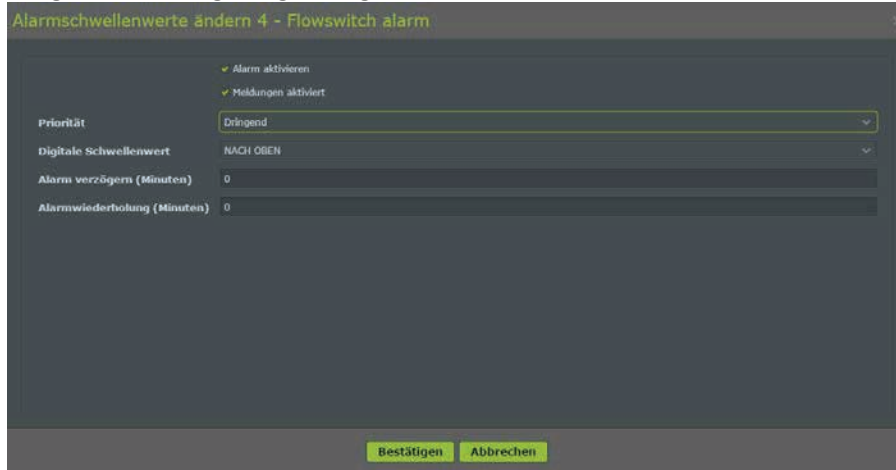 Alarmschwellenwerte ändern 4 - Flowswitch alarm
Alarm aktivieren
Meldungen aktiviert
Priorität Dringend
Digitale Schwellenwert NACH OBEN
Alarm verzögern (Minuten) 0
Alarmwiederholung (Minuten) 0
Bestätigen Abbrechen